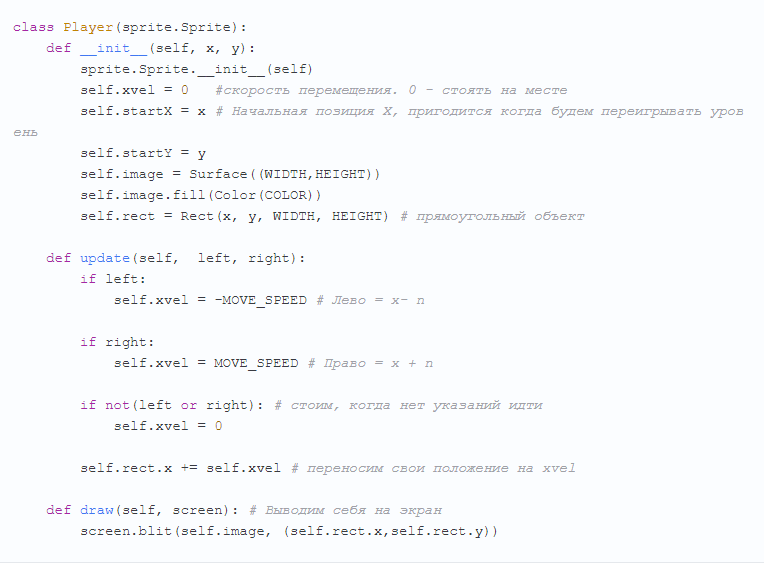 class Player(sprite.Sprite):
    def __init__(self, x, y):
        sprite.Sprite.__init__(self)
        self.xvel = 0   #скорость перемещения. 0 - стоять на месте
        self.startX = x # Начальная позиция Х, пригодится когда будем переигрывать уров
ень
        self.startY = y
        self.image = Surface((WIDTH,HEIGHT))
        self.image.fill(Color(COLOR))
        self.rect = Rect(x, y, WIDTH, HEIGHT) # прямоугольный объект

    def update(self,  left, right):
        if left:
            self.xvel = -MOVE_SPEED # Лево = x- n

        if right:
            self.xvel = MOVE_SPEED # Право = x + n

        if not(left or right): # стоим, когда нет указаний идти
            self.xvel = 0

        self.rect.x += self.xvel # переносим свои положение на xvel

    def draw(self, screen): # Выводим себя на экран
        screen.blit(self.image, (self.rect.x,self.rect.y))